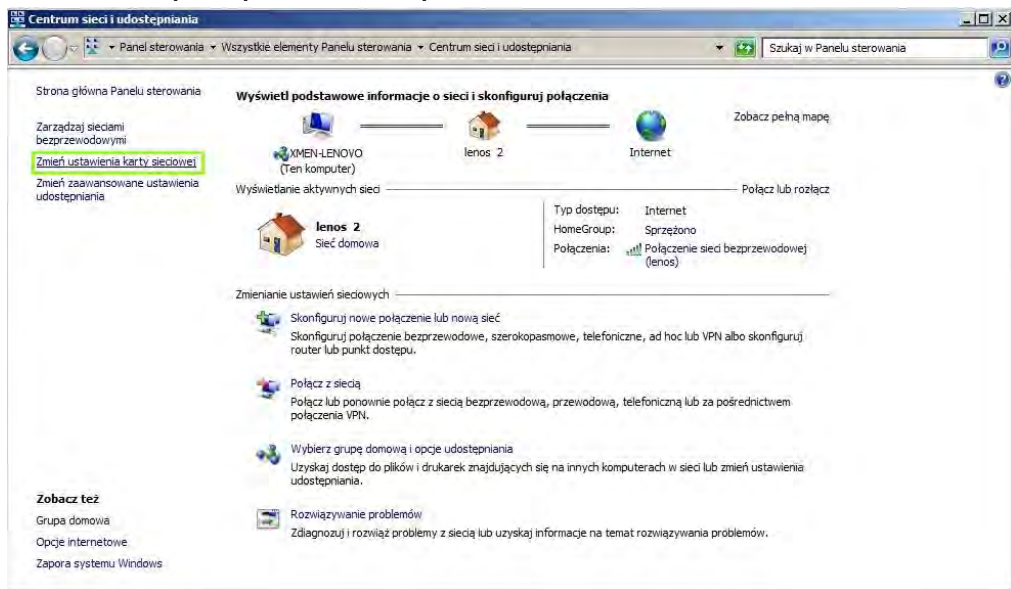 Centrum sieci i udostępniania
Panel sterowania Wszystkie elementy Panelu sterowania Centrum sieci i udostępniania Szukaj w Panelu sterowania
Strona główna Panelu sterowania
Zarządzaj sieciami
bezprzewodowymi
Zmień ustawienia karty sieciowej
Zmień zaawansowane ustawienia
udostępniania
Wyświetl podstawowe informacje o sieci i skonfiguruj połączenia
Zobacz pełną mapę
XMEN-LENOVO
(Ten komputer)
lenos 2
Internet
Wyświetlanie aktywnych sieci
Połącz lub rozłącz
lenos 2
Sieć domowa
Typ dostępu: Internet
HomeGroup: Sprzężono
Połączenia: Połączenie sieci bezprzewodowej
(lenos)
Zmienianie ustawień sieciowych
Skonfiguruj nowe połączenie lub nową sieć
Skonfiguruj połączenie bezprzewodowe, szerokopasmowe, telefoniczne, ad hoc lub VPN albo skonfiguruj
router lub punkt dostępu.
Połącz z siecią
Połącz lub ponownie połącz z siecią bezprzewodową, przewodową, telefoniczną lub za pośrednictwem
połączenia VPN.
Wybierz grupę domową i opcje udostępniania
Uzyskaj dostęp do plików i drukarek znajdujących się na innych komputerach w sieci lub zmień ustawienia
udostępniania.
Rozwiązywanie problemów
Zdiagnozuj i rozwiąż problemy z siecią lub uzyskaj informacje na temat rozwiązywania problemów.
Zobacz też
Grupa domowa
Opcje internetowe
Zapora systemu Windows